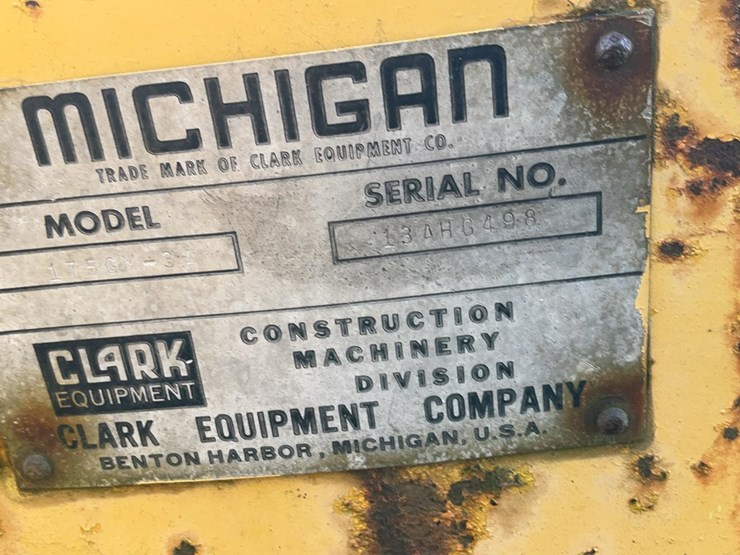 MICHIGAN
TRADE MARK OF CLARK EQUIPMENT CO.
MODEL
SERIAL NO.
CLARK
EQUIPMENT
CONSTRUCTION
MACHINERY
DIVISION
CLARK EQUIPMENT COMPANY
BENTON HARBOR, MICHIGAN, U.S.A.